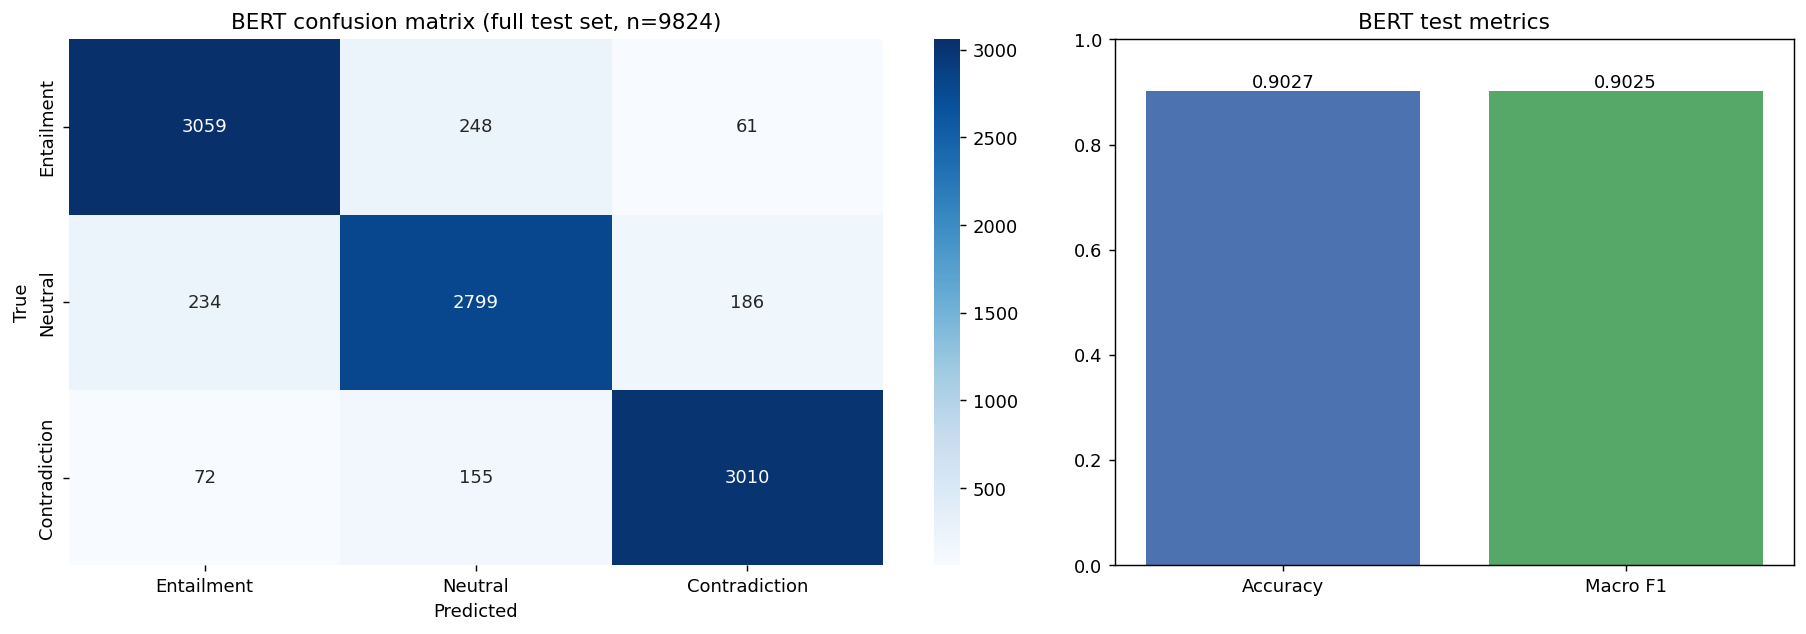 BERT confusion matrix (full test set, n=9824)
True
Entailment
Neutral
Contradiction
3059 248 61
234 2799 186
72 155 3010
Entailment Neutral Contradiction
Predicted
3000
2500
2000
1500
1000
500
BERT test metrics
1.0
0.8
0.6
0.4
0.2
0.0
0.9027 0.9025
Accuracy Macro F1